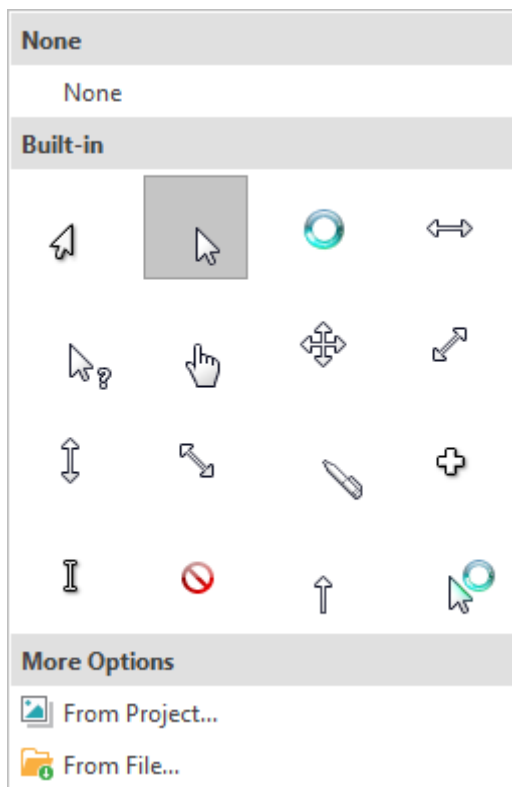 None
None
Built-in
More Options
From Project...
From File...